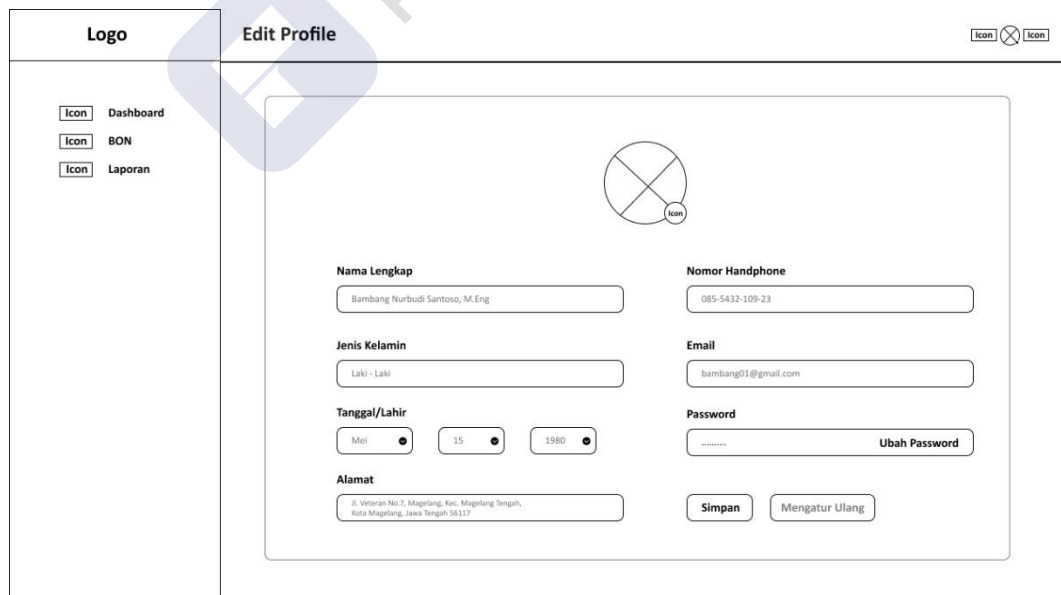 Logo
Edit Profile
Icon
Icon
Icon Dashboard
Icon BON
Icon Laporan
Icon
Nama Lengkap
Bambang Nurbudi Santoso, M.Eng
Nomor Handphone
085-5432-109-23
Jenis Kelamin
Laki - Laki
Email
bambang01@gmail.com
Tanggal/Lahir
Mei
15
1980
Password
..........
Ubah Password
Alamat
Jl. Veteran No.7, Magelang, Kec. Magelang Tengah,
Kota Magelang, Jawa Tengah 56117
Simpan
Mengatur Ulang